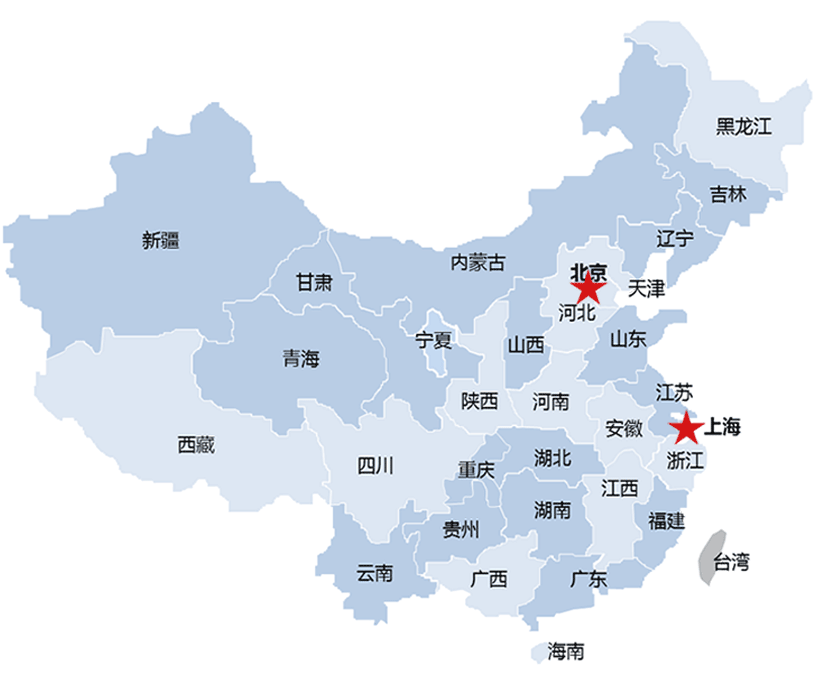 黑龙江
吉林
新疆
辽宁
内蒙古
北京
甘肃
天津
河北
宁夏
山西
山东
青海
江苏
陕西
河南
上海
安徽
西藏
湖北
浙江
四川
重庆
江西
湖南
福建
贵州
台湾
云南
广西
广东
海南